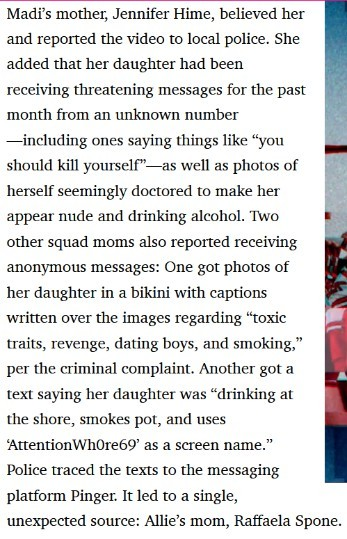 Madi’s mother, Jennifer Hime, believed her
and reported the video to local police. She
added that her daughter had been
receiving threatening messages for the past
month from an unknown number
—including ones saying things like “you
should kill yourself”—as well as photos of
herself seemingly doctored to make her
appear nude and drinking alcohol. Two
other squad moms also reported receiving
anonymous messages: One got photos of
her daughter in a bikini with captions
written over the images regarding “toxic
traits, revenge, dating boys, and smoking,”
per the criminal complaint. Another got a
text saying her daughter was “drinking at
the shore, smokes pot, and uses
‘AttentionWh0re69’ as a screen name.”
Police traced the texts to the messaging
platform Pinger. It led to a single,
unexpected source: Allie’s mom, Raffaela Spone.